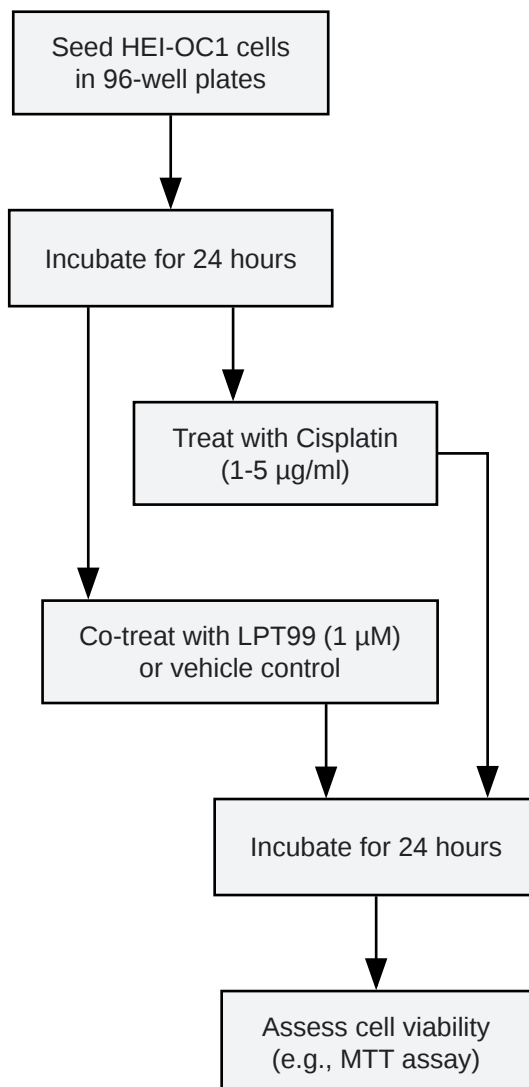 Seed HEI-OC1 cells
in 96-well plates
Incubate for 24 hours
Treat with Cisplatin
(1-5 µg/ml)
Co-treat with LPT99 (1 µM)
or vehicle control
Incubate for 24 hours
Assess cell viability
(e.g., MTT assay)